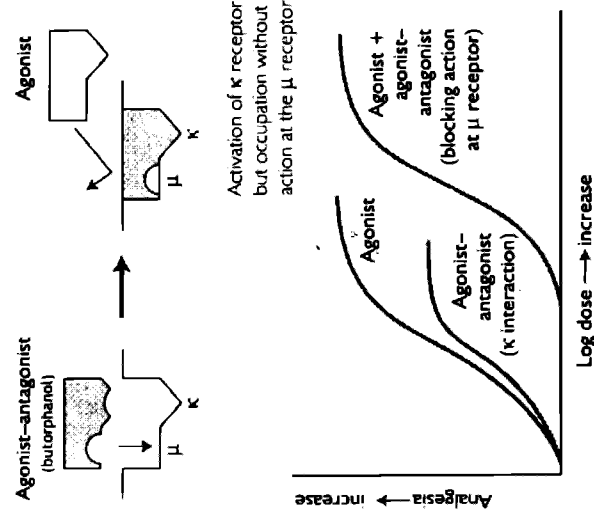 Agonist–antagonist
(butorphanol)
μ
κ
Agonist
μ
κ
Activation of κ receptor
but occupation without
action at the μ receptor
Analgesia → increase
Agonist
Agonist–
antagonist
(κ interaction)
Agonist +
agonist–
antagonist
(blocking action
at μ receptor)
Log dose → increase